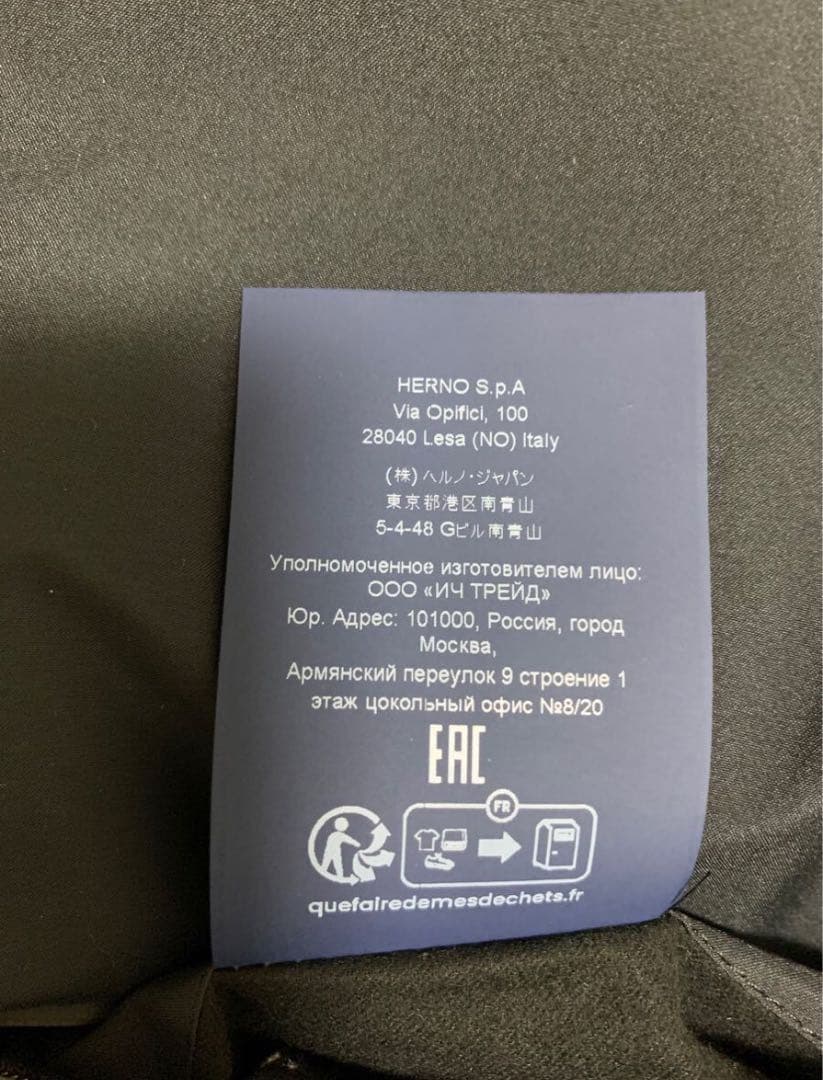 HERNO S.p.A
Via Opifici, 100
28040 Lesa (NO) Italy
(株)ハルノ・ジャパン
東京都港区南青山
5-4-48 Gビル南青山
Уполномоченное изготовителем лицо:
ООО «ИЧ ТРЕЙД»
Юр. Адрес: 101000, Россия, город
Москва,
Армянский переулок 9 строение 1
этаж цокольный офис №8/20
EAC
FR
quefairedemesdechets.fr